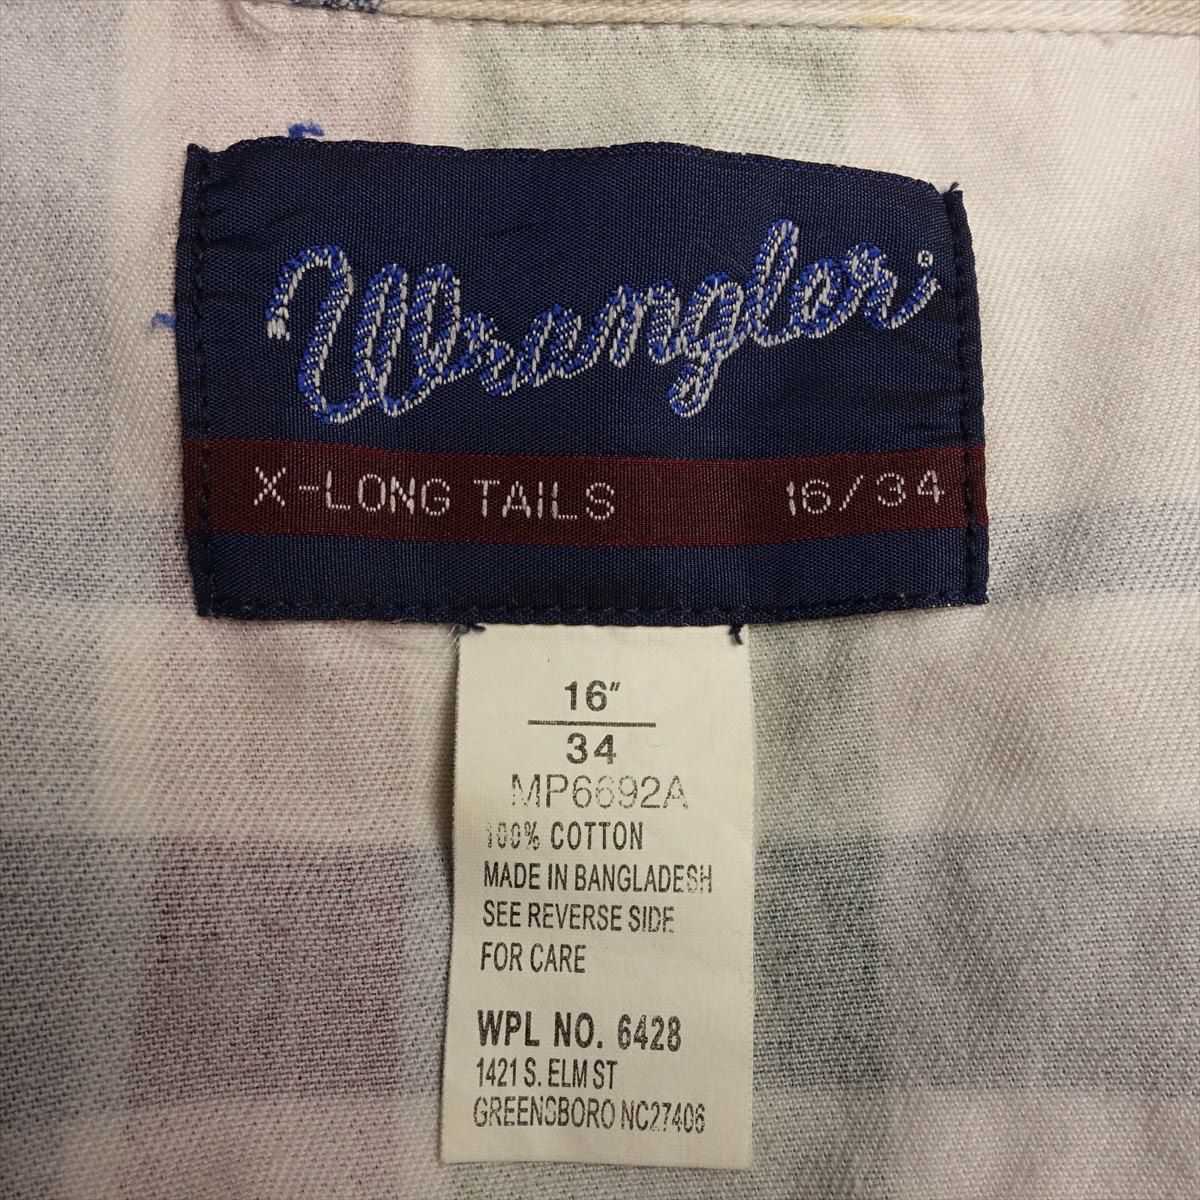 Wrangler®
X-LONG TAILS 16/34
16"
34
MP6692A
100% COTTON
MADE IN BANGLADESH
SEE REVERSE SIDE
FOR CARE
WPL NO. 6428
1421 S. ELM ST
GREENSBORO NC27406